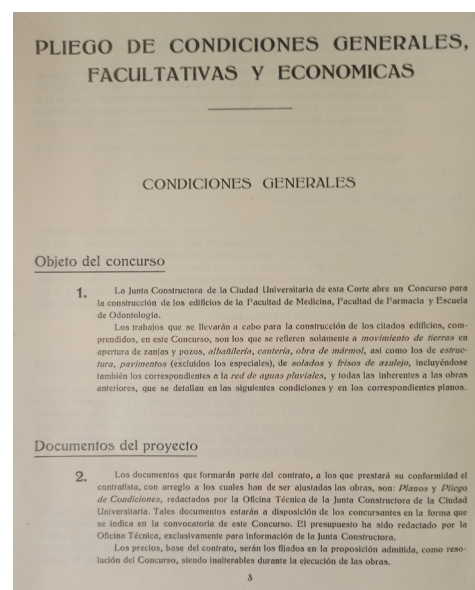 PLIEGO DE CONDICIONES GENERALES,
FACULTATIVAS Y ECONOMICAS
CONDICIONES GENERALES
Objeto del concurso
1. La Junta Constructora de la Ciudad Universitaria de esta Corte abre un Concurso para
la construcción de los edificios de la Facultad de Medicina, Facultad de Farmacia y Escuela
de Odontología.
Los trabajos que se llevarán a cabo para la construcción de los citados edificios, com-
prendidos, en este Concurso, son los que se refieren solamente a movimiento de tierras en
apertura de zanjas y pozos, albañilería, cantería, obra de mármol, así como los de estruc-
tura, pavimentos (excluídos los especiales), de solados y frisos de azulejo, incluyéndose
también los correspondientes a la red de aguas pluviales, y todas las inherentes a las obras
anteriores, que se detallan en las siguientes condiciones y en los correspondientes planos.
Documentos del proyecto
2. Los documentos que formarán parte del contrato, a los que prestará su conformidad el
contratista, con arreglo a los cuales han de ser ajustadas las obras, son: Planos y Pliego
de Condiciones, redactados por la Oficina Técnica de la Junta Constructora de la Ciudad
Universitaria. Tales documentos estarán a disposición de los concursantes en la forma que
se indica en la convocatoria de este Concurso. El presupuesto ha sido redactado por la
Oficina Técnica, exclusivamente para información de la Junta Constructora.
Los precios, base del contrato, serán los fijados en la proposición admitida, como reso-
lución del Concurso, siendo inalterables durante la ejecución de las obras.
3